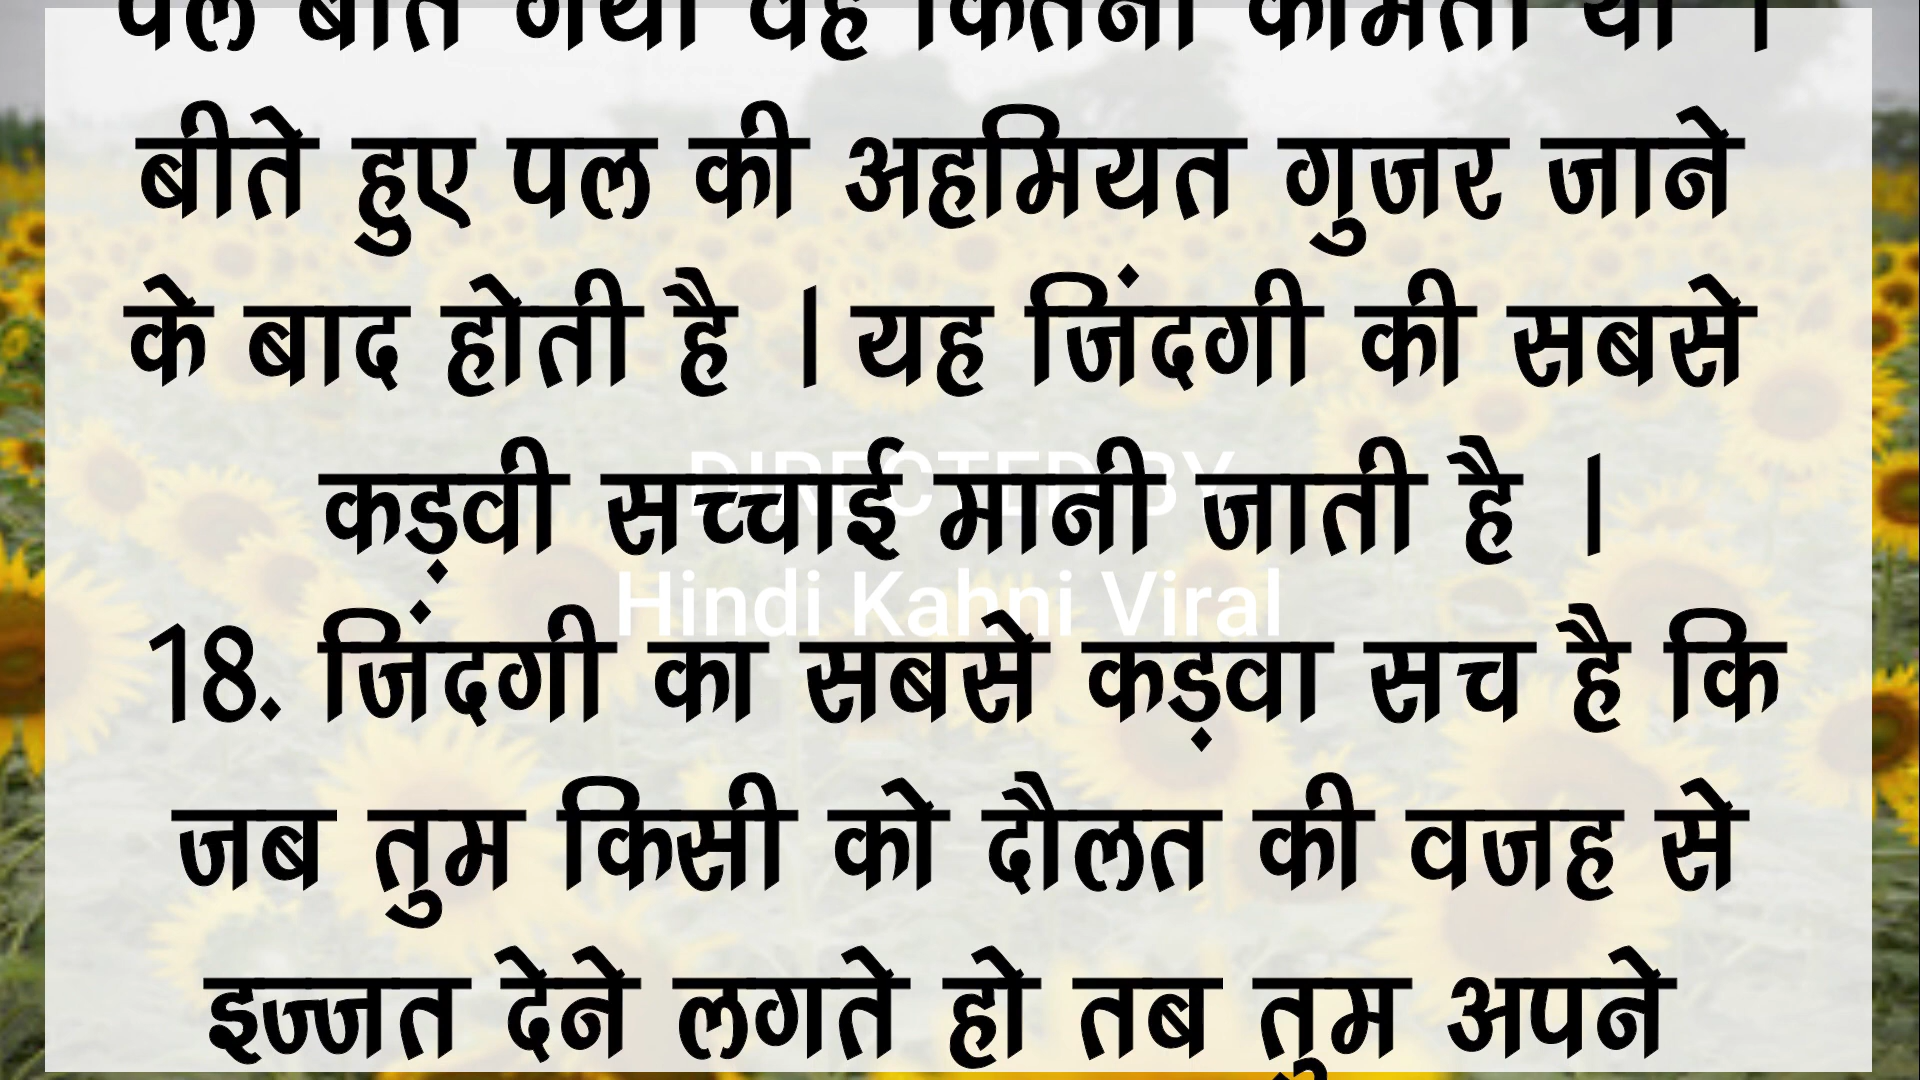 पल बीत गया वह कितना कीमती था ।
बीते हुए पल की अहमियत गुजर जाने
के बाद होती है । यह जिंदगी की सबसे
कड़वी सच्चाई मानी जाती है ।
DIRECTED BY
Hindi Kahni Viral
18. जिंदगी का सबसे कड़वा सच है कि
जब तुम किसी को दौलत की वजह से
इज्जत देने लगते हो तब तुम अपने